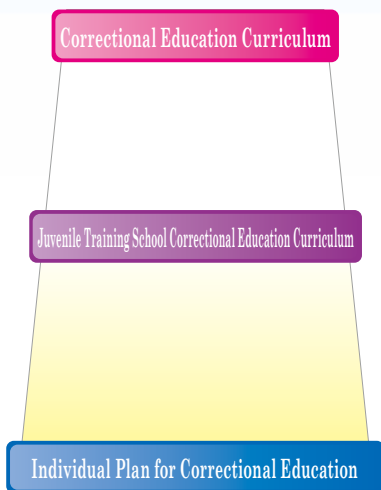 Correctional Education Curriculum
Juvenile Training School Correctional Education Curriculum
Individual Plan for Correctional Education